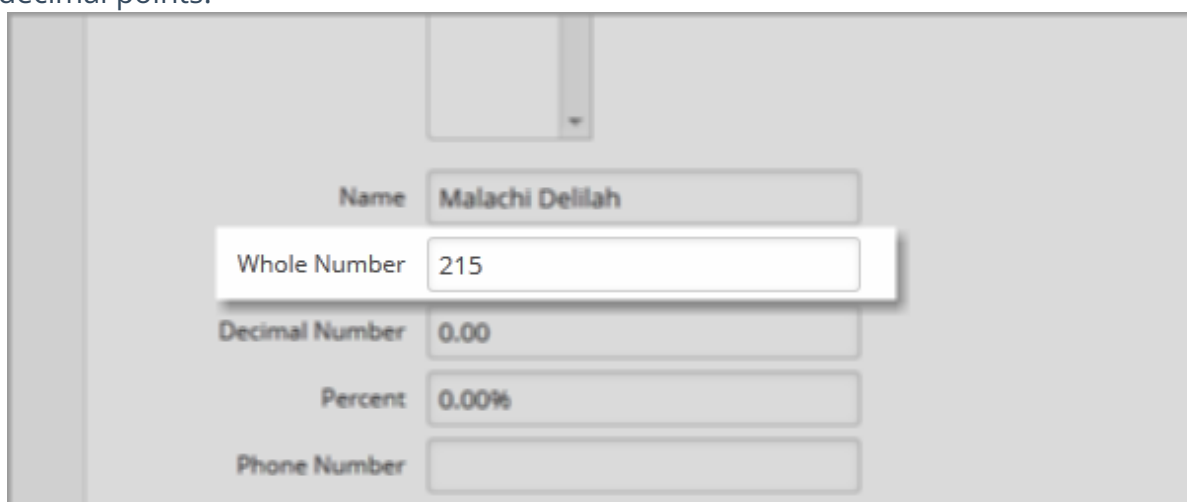 decimal points.
Name Malachi Delilah
Whole Number 215
Decimal Number 0.00
Percent 0.00%
Phone Number